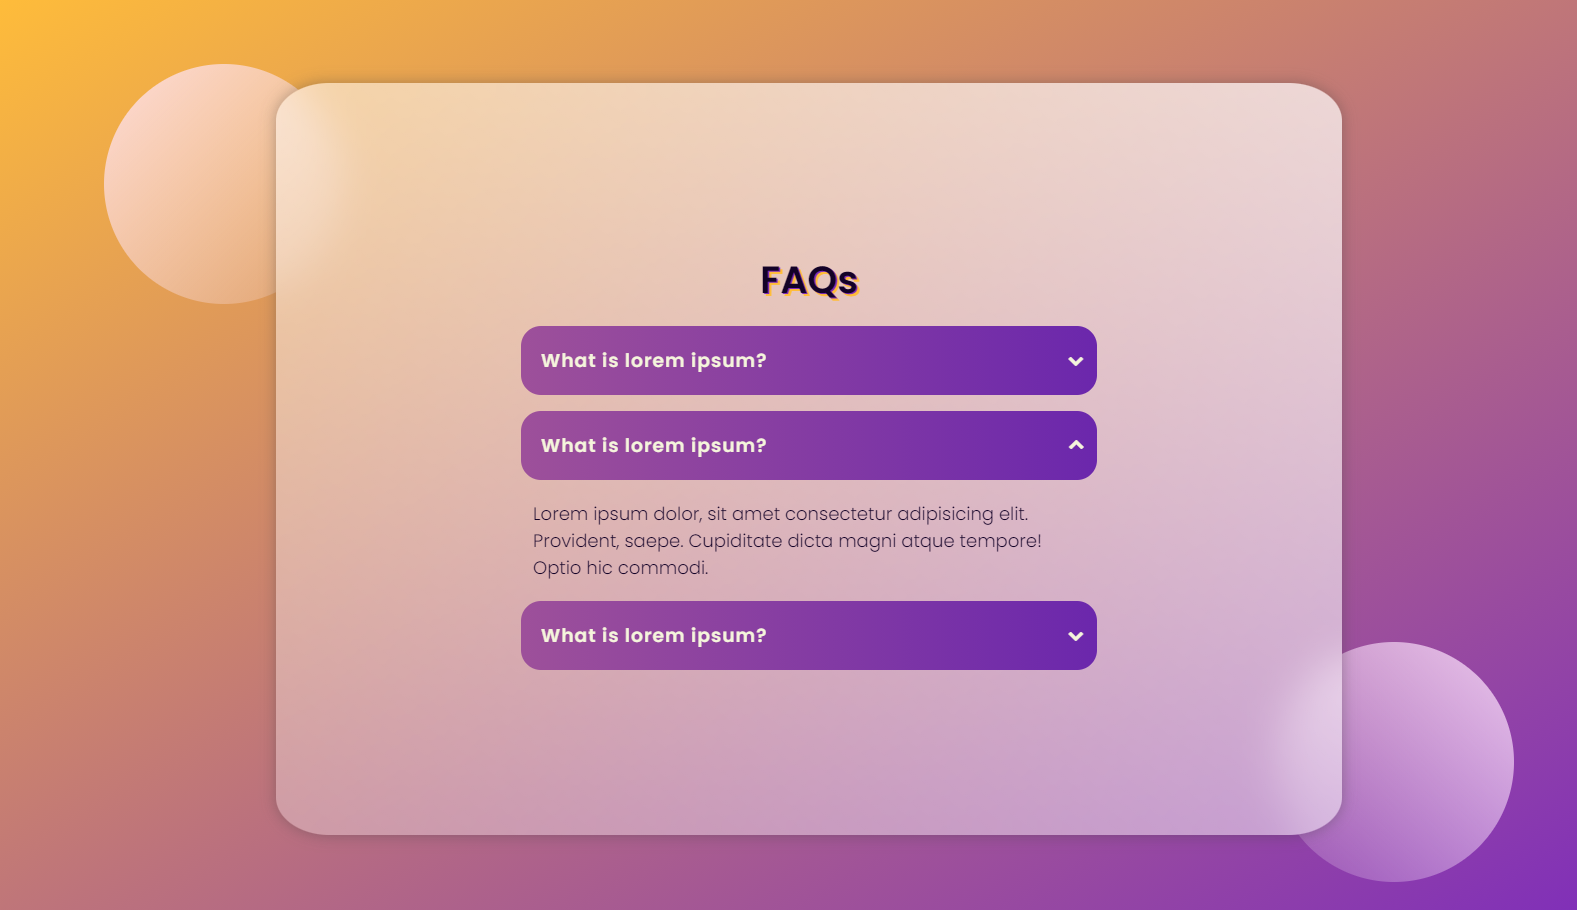 FAQs
What is lorem ipsum?
What is lorem ipsum?
Lorem ipsum dolor, sit amet consectetur adipisicing elit.
Provident, saepe. Cupiditate dicta magni atque tempore!
Optio hic commodi.
What is lorem ipsum?